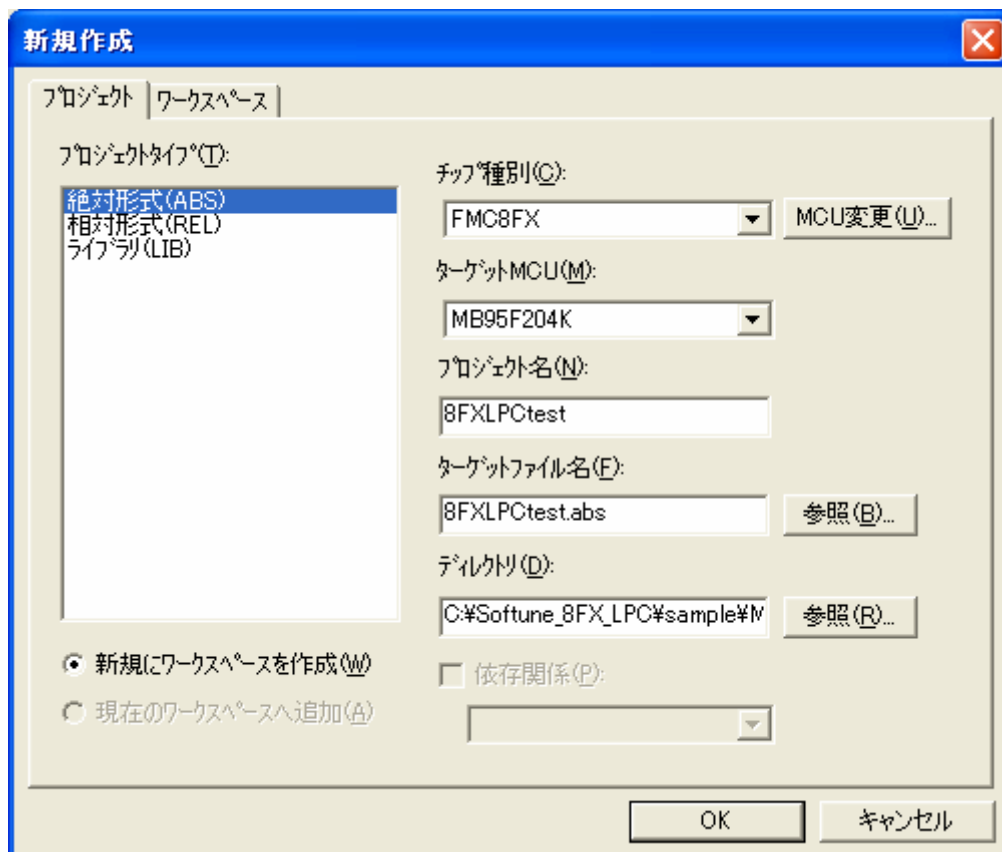 新規作成
プロジェクト
ワークスペース
プロジェクトタイプ(T):
絶対形式(ABS)
相対形式(REL)
ライブラリ(LIB)
新規にワークスペースを作成(W)
現在のワークスペースへ追加(A)
チップ種別(C):
FMC8FX
MCU変更(U)...
ターゲットMCU(M):
MB95F204K
プロジェクト名(N):
8FXLPCtest
ターゲットファイル名(F):
8FXLPCtest.abs
参照(B)...
ディレクトリ(D):
C:¥Softune_8FX_LPC¥sample¥M
参照(R)...
依存関係(P):
OK
キャンセル